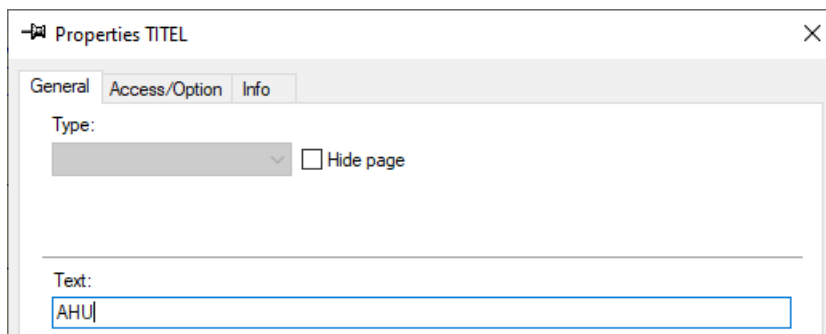 Properties TITEL
General Access/Option Info
Type:
Hide page
Text:
AHU